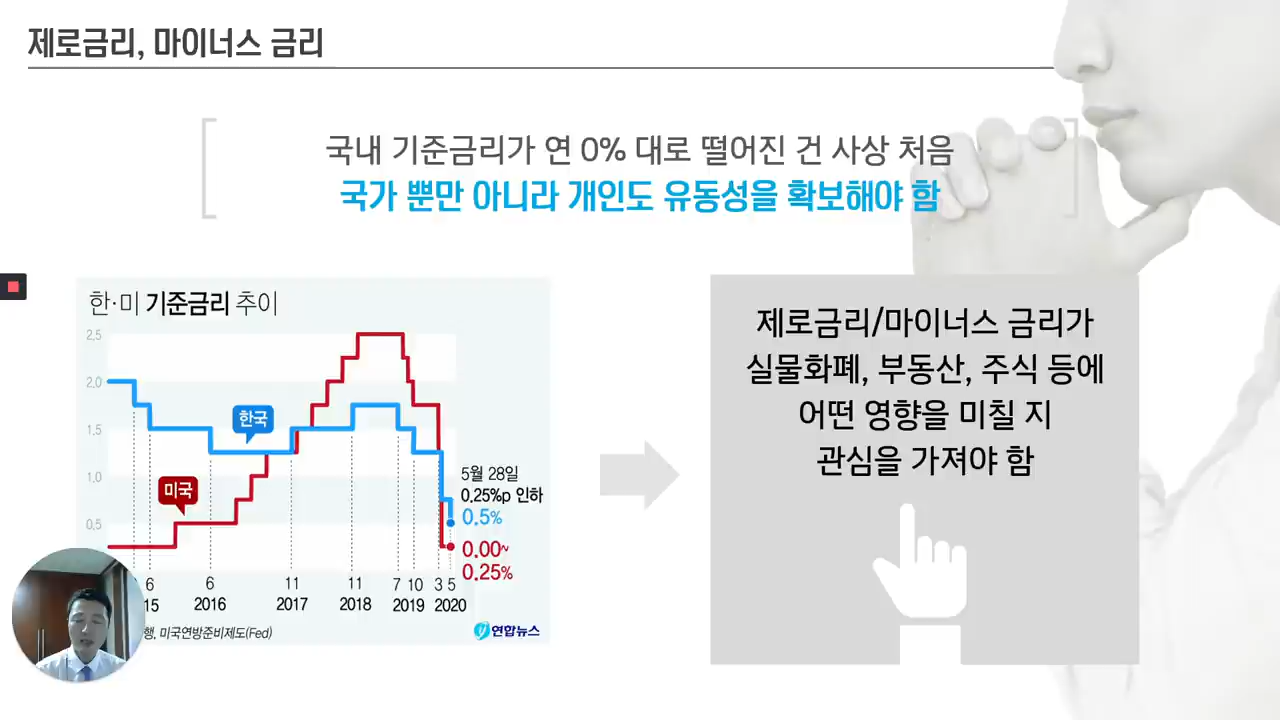 제로금리, 마이너스 금리
국내 기준금리가 연 0% 대로 떨어진 건 사상 처음
국가 뿐만 아니라 개인도 유동성을 확보해야 함
한·미 기준금리 추이
2.5
2.0
1.5
1.0
0.5
한국
미국
5월 28일
0.25%p 인하
0.5%
0.00~
0.25%
6 6 11 11 7 10 3 5
15 2016 2017 2018 2019 2020
행, 미국연방준비제도(Fed)
연합뉴스
제로금리/마이너스 금리가
실물화폐, 부동산, 주식 등에
어떤 영향을 미칠 지
관심을 가져야 함